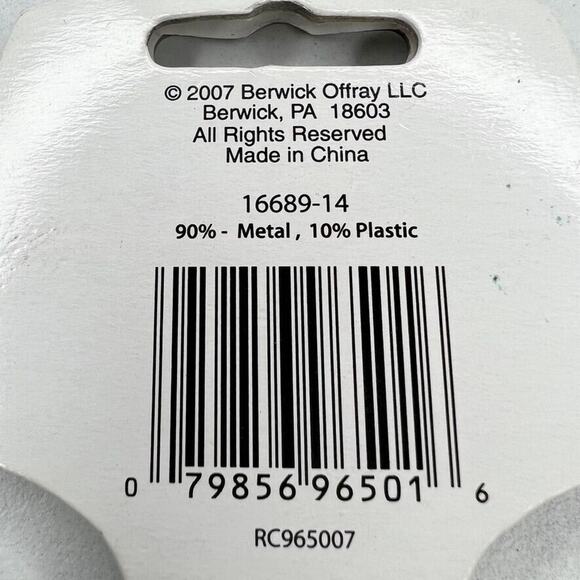 © 2007 Berwick Offray LLC
Berwick, PA 18603
All Rights Reserved
Made in China
16689-14
90% - Metal , 10% Plastic
0 79856 96501 6
RC965007